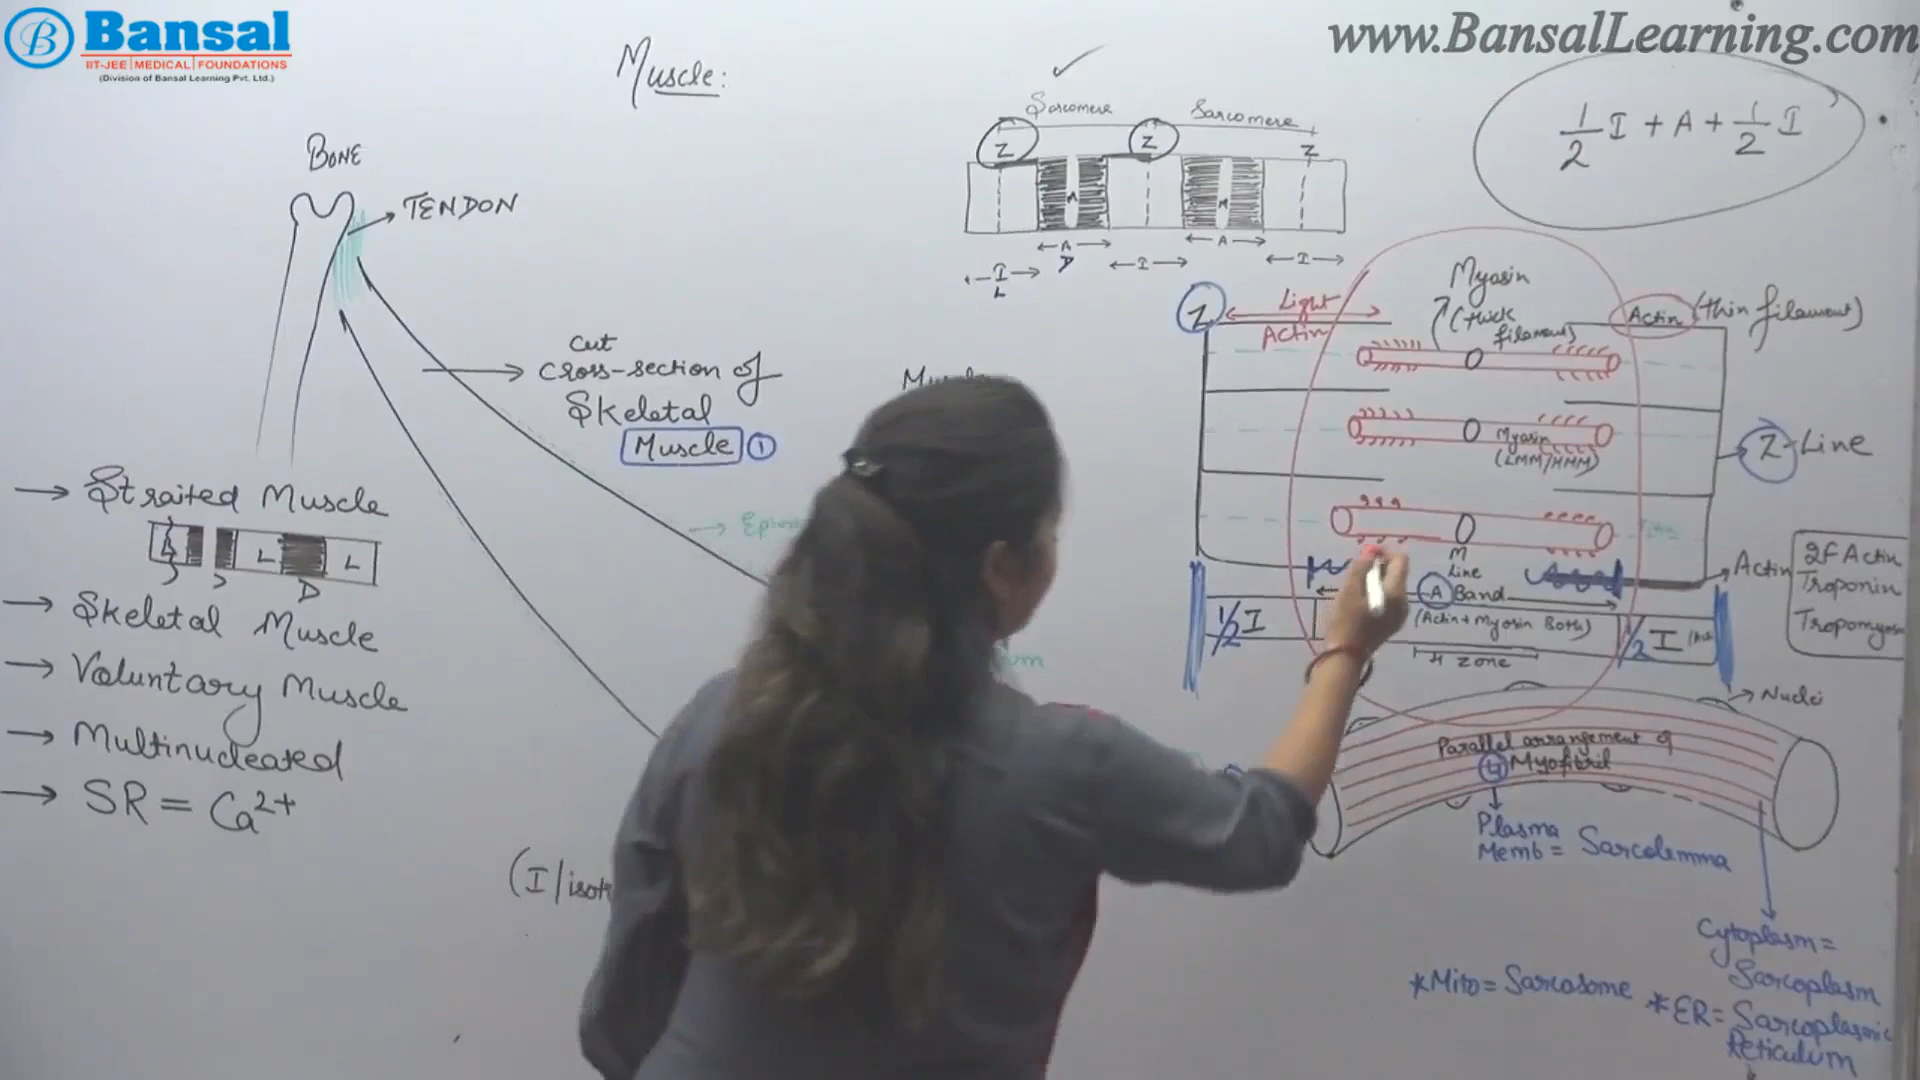 Bansal
IIT-JEE | MEDICAL | FOUNDATIONS
(Division of Bansal Learning Pvt. Ltd.)
www.BansalLearning.com
Muscle:
BONE
TENDON
Cut
Cross-section of
Skeletal
Muscle 1
→ Straited Muscle
L L
D
→ Skeletal Muscle
→ Voluntary Muscle
→ Multinucleated
→ SR = Ca2+
Sarcomere Sarcomere
Z Z Z
M M
A A
D
I I I
L
1/2 I + A + 1/2 I
Z
Light
Actin
Myosin
(thick
filament)
Actin (thin filament)
Myosin
(LMM/HMM)
Z-Line
M
Line
Actin
2F Actin
Troponin
Tropomyosin
A Band
(Actin + Myosin Both)
1/2 I
1/2 I
H zone
Nuclei
Parallel arrangement of
4 Myofibril
Plasma
Memb = Sarcolemma
Cytoplasm =
Sarcoplasm
*Mito = Sarcosome
*ER = Sarcoplasmic
Reticulum